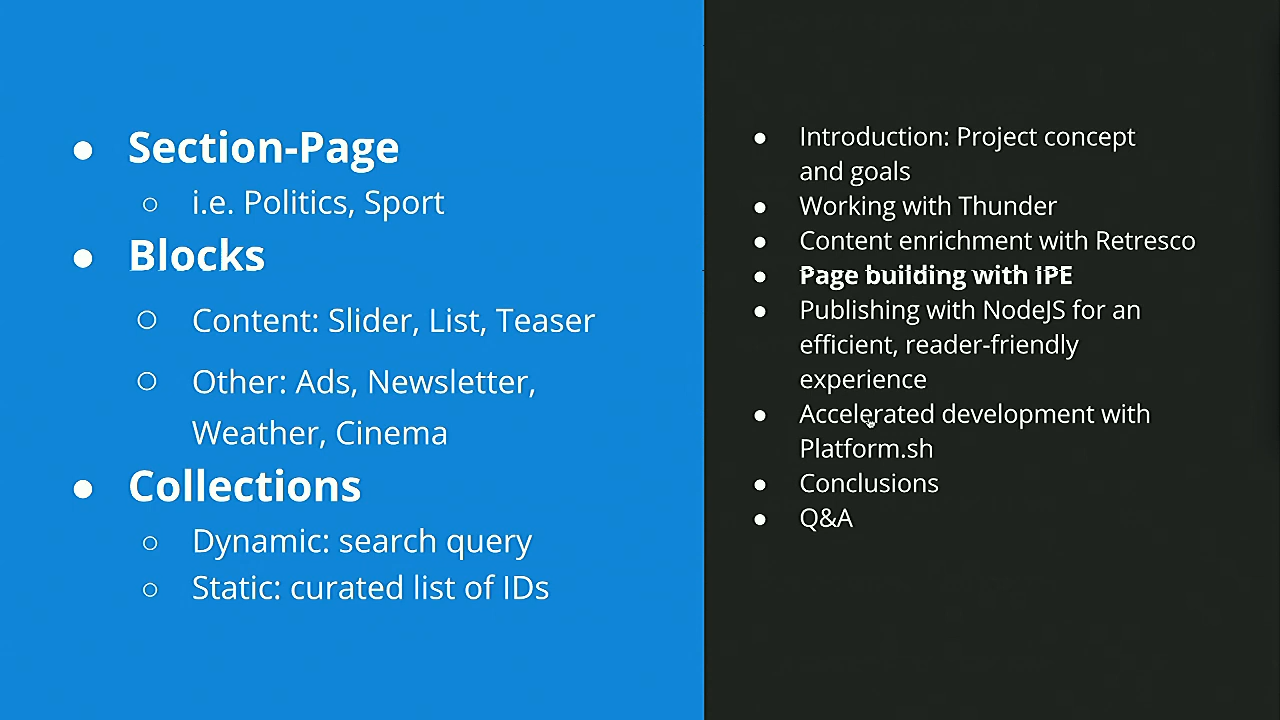 Section-Page
i.e. Politics, Sport
Blocks
Content: Slider, List, Teaser
Other: Ads, Newsletter,
Weather, Cinema
Collections
Dynamic: search query
Static: curated list of IDs
Introduction: Project concept
and goals
Working with Thunder
Content enrichment with Retresco
Page building with IPE
Publishing with NodeJS for an
efficient, reader-friendly
experience
Accelerated development with
Platform.sh
Conclusions
Q&A